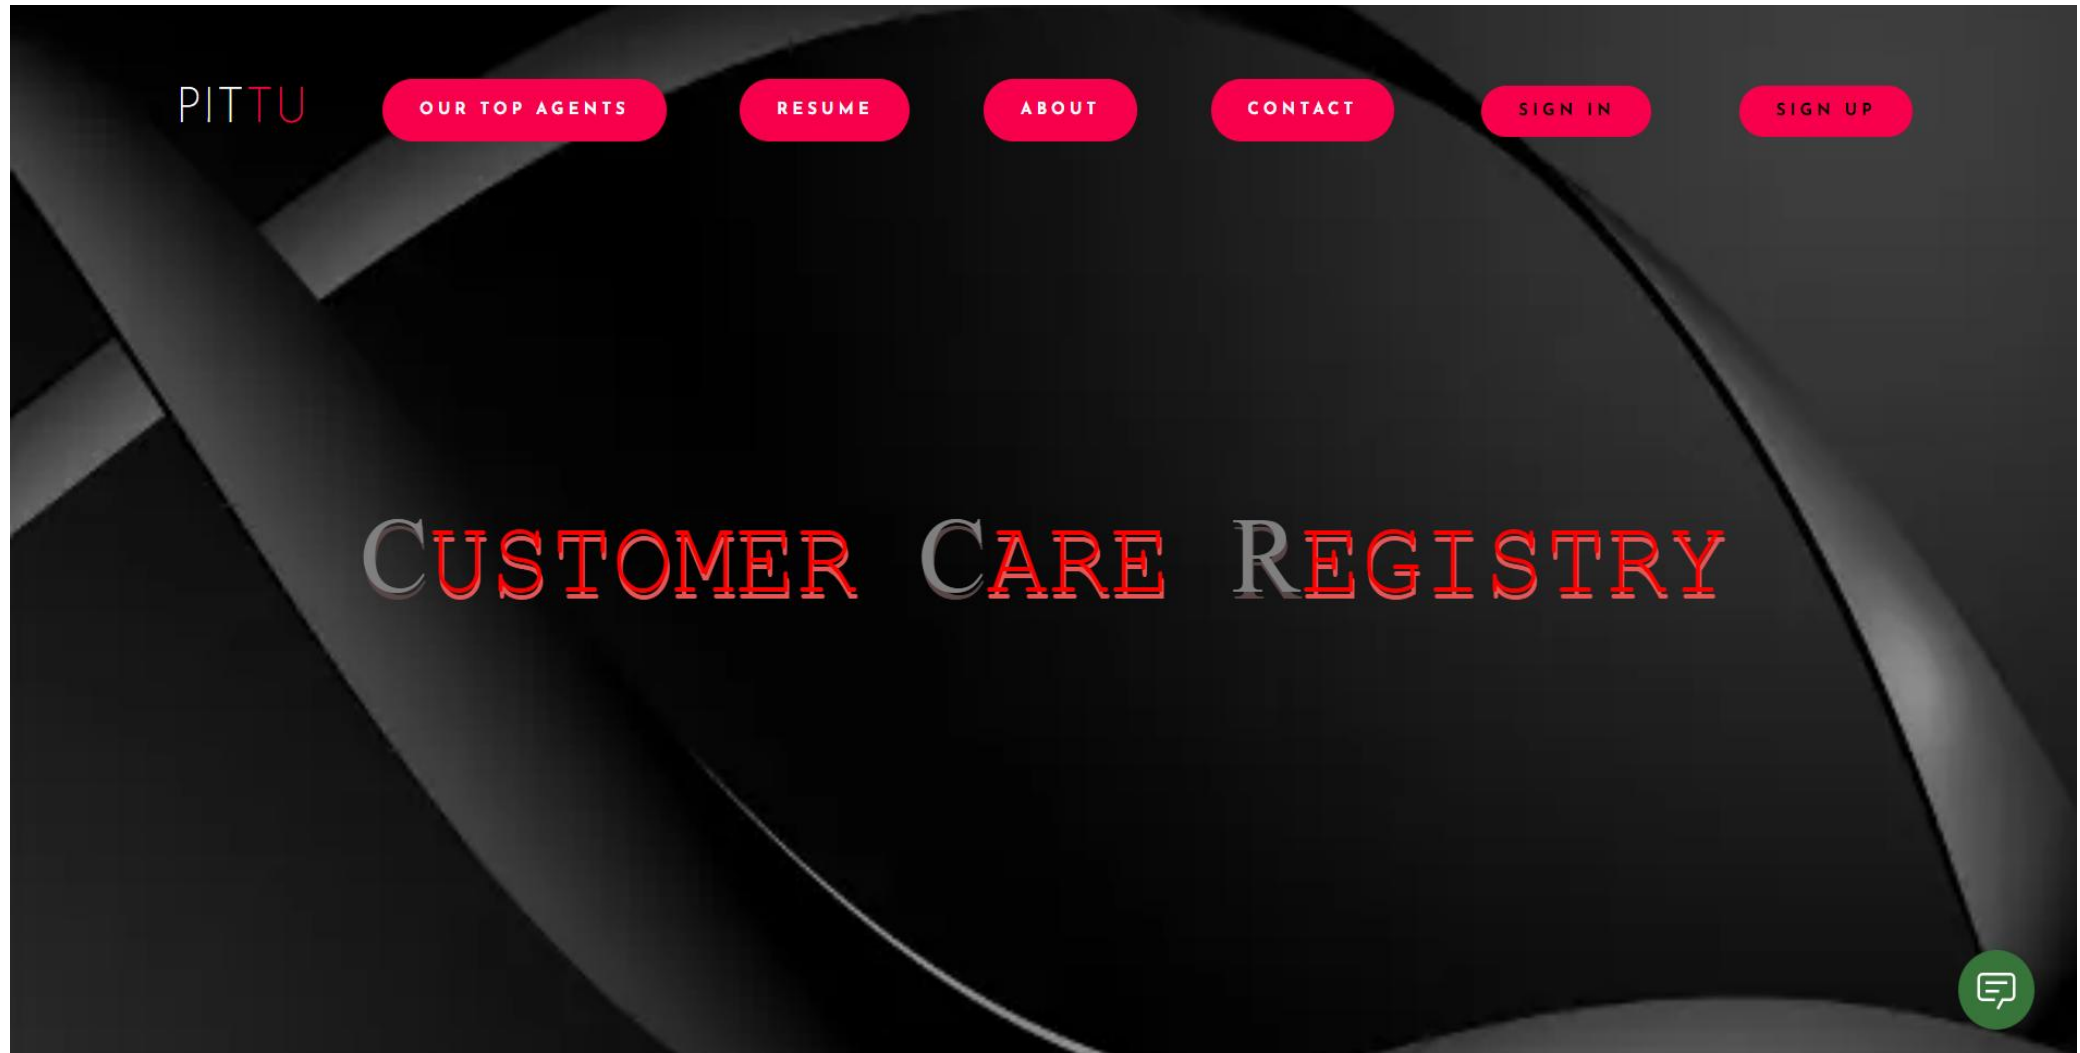 PITTU OUR TOP AGENTS RESUME ABOUT CONTACT SIGN IN SIGN UP
CUSTOMER CARE REGISTRY